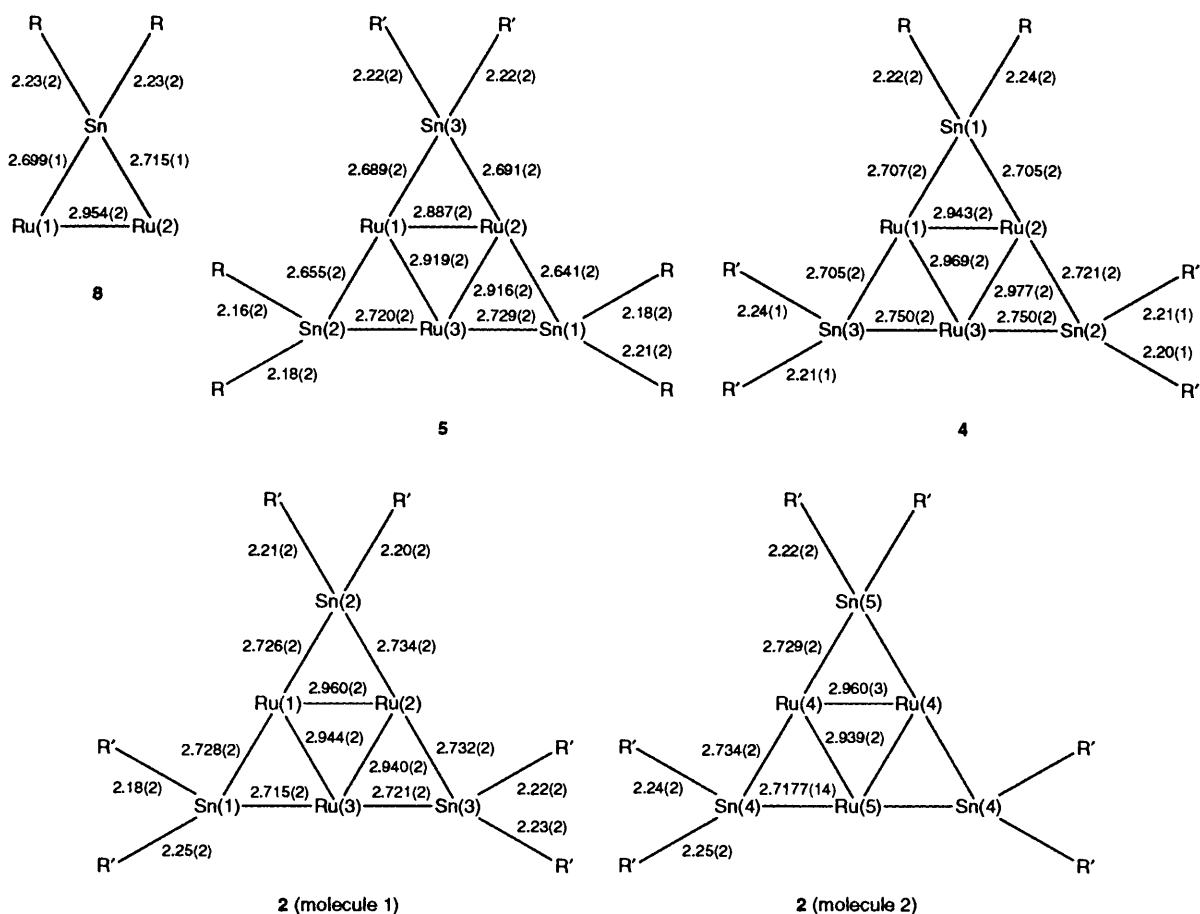 R R
2.23(2) 2.23(2)
Sn
2.699(1) 2.715(1)
2.954(2)
Ru(1) Ru(2)
8
R' R'
2.22(2) 2.22(2)
Sn(3)
2.689(2) 2.691(2)
2.887(2)
Ru(1) Ru(2)
2.919(2)
2.655(2) 2.916(2) 2.641(2)
R R
2.16(2) 2.720(2) 2.729(2) 2.18(2)
Sn(2) Ru(3) Sn(1)
2.18(2) 2.21(2)
R R
5
R R
2.22(2) 2.24(2)
Sn(1)
2.707(2) 2.705(2)
2.943(2)
Ru(1) Ru(2)
2.969(2)
2.705(2) 2.977(2) 2.721(2)
R' R'
2.24(1) 2.750(2) 2.750(2) 2.21(1)
Sn(3) Ru(3) Sn(2)
2.21(1) 2.20(1)
R' R'
4
R' R'
2.21(2) 2.20(2)
Sn(2)
2.726(2) 2.734(2)
2.960(2)
Ru(1) Ru(2)
2.944(2)
2.728(2) 2.940(2) 2.732(2)
R' R'
2.18(2) 2.715(2) 2.721(2) 2.22(2)
Sn(1) Ru(3) Sn(3)
2.25(2) 2.23(2)
R' R'
2 (molecule 1)
R' R'
2.22(2)
Sn(5)
2.729(2)
2.960(3)
Ru(4) Ru(4)
2.734(2) 2.939(2)
R' R'
2.24(2) 2.7177(14)
Sn(4) Ru(5) Sn(4)
2.25(2)
R' R'
2 (molecule 2)